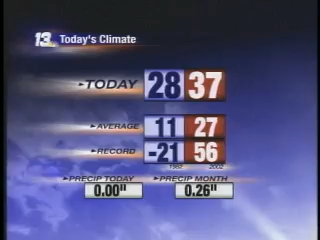 13 Today's Climate
TODAY 28 37
AVERAGE 11 27
RECORD -21 56
2002
PRECIP TODAY PRECIP MONTH
0.00" 0.26"